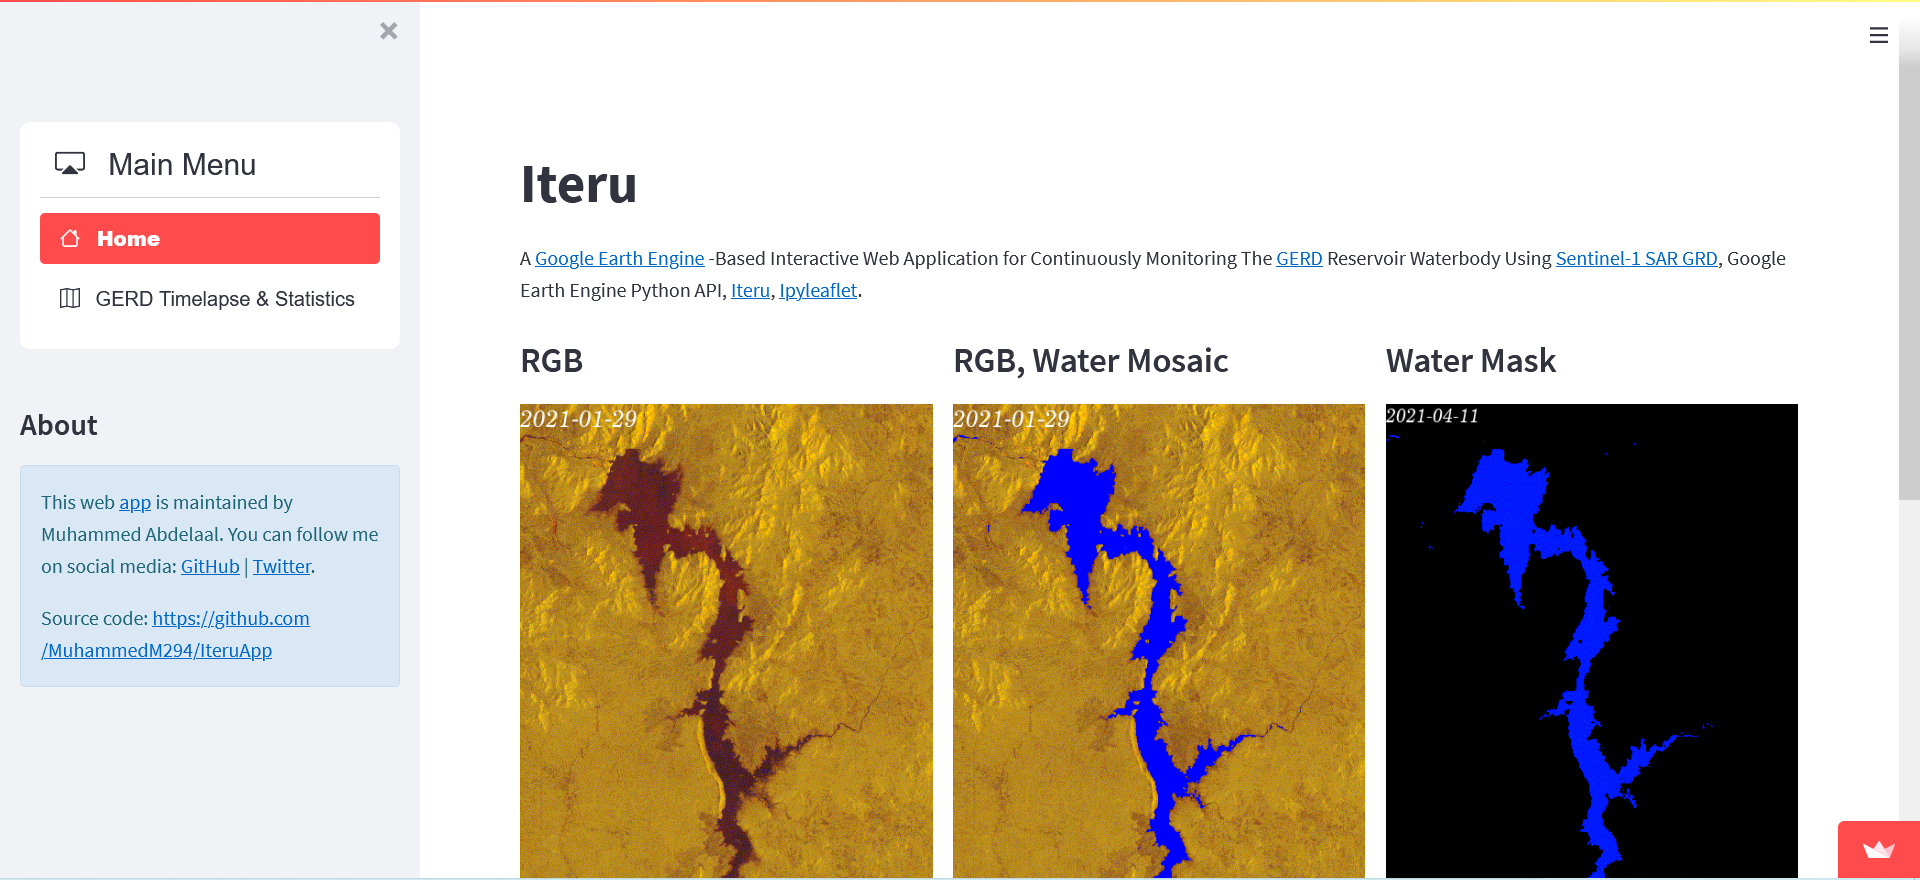 Main Menu
Home
GERD Timelapse & Statistics
About
This web app is maintained by
Muhammed Abdelaal. You can follow me
on social media: GitHub | Twitter.
Source code: https://github.com
/MuhammedM294/IteruApp
Iteru
A Google Earth Engine -Based Interactive Web Application for Continuously Monitoring The GERD Reservoir Waterbody Using Sentinel-1 SAR GRD, Google
Earth Engine Python API, Iteru, Ipyleaflet.
RGB
RGB, Water Mosaic
Water Mask
2021-01-29
2021-01-29
2021-04-11